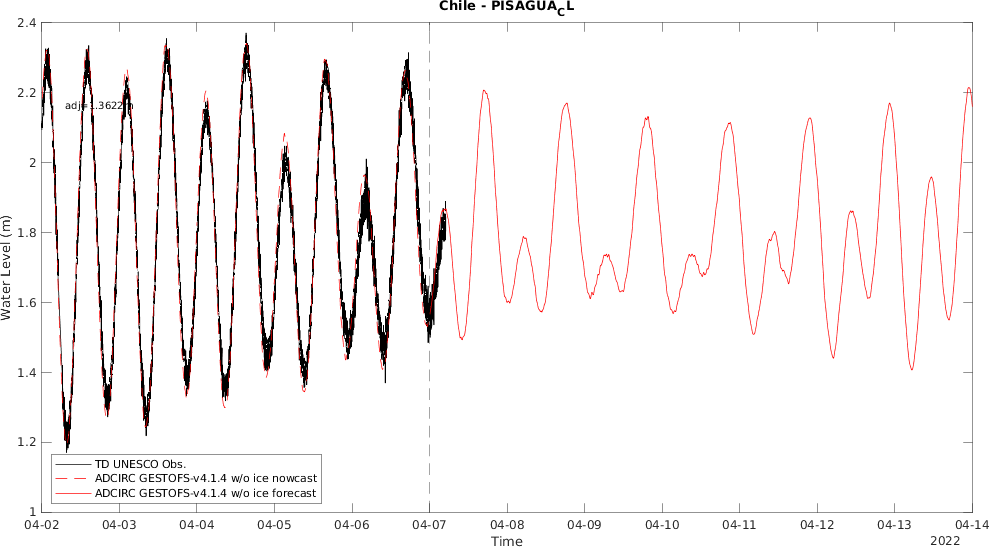 Chile - PISAGUA_CL
2.4
2.2
2
1.8
1.6
1.4
1.2
1
Water Level (m)
adj=1.3622m
TD UNESCO Obs.
ADCIRC GESTOFS-v4.1.4 w/o ice nowcast
ADCIRC GESTOFS-v4.1.4 w/o ice forecast
04-02 04-03 04-04 04-05 04-06 04-07 04-08 04-09 04-10 04-11 04-12 04-13 04-14
Time
2022